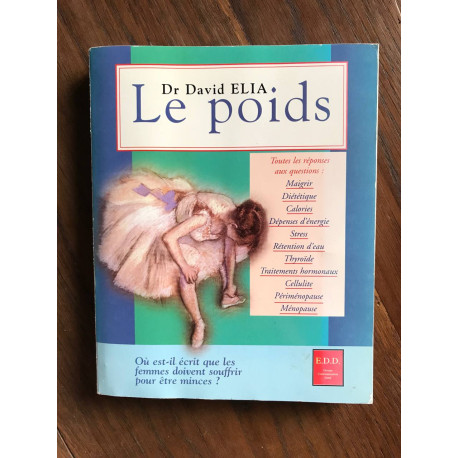 Dr David ELIA
Le poids
Toutes les réponses
aux questions :
Maigrir
Diététique
Calories
Dépenses d'énergie
Stress
Rétention d'eau
Thyroïde
Traitements hormonaux
Cellulite
Périménopause
Ménopause
Où est-il écrit que les
femmes doivent souffrir
pour être minces ?
E.D.D.